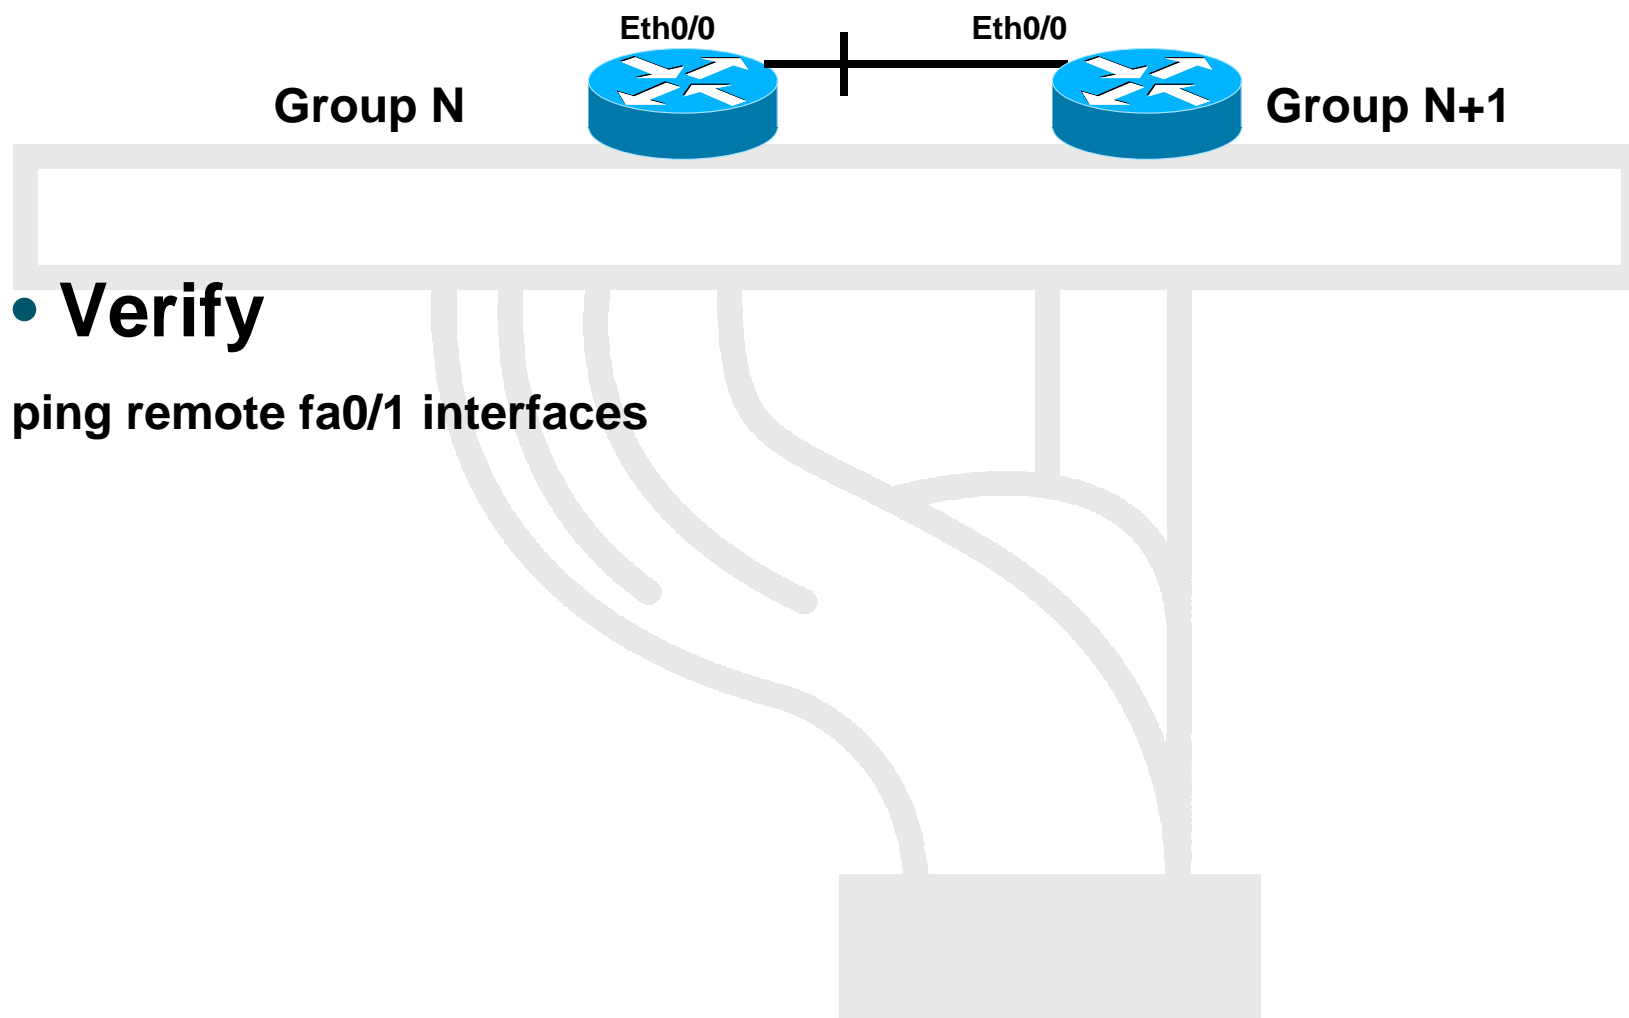 Eth0/0 Eth0/0
Group N Group N+1
• Verify
ping remote fa0/1 interfaces